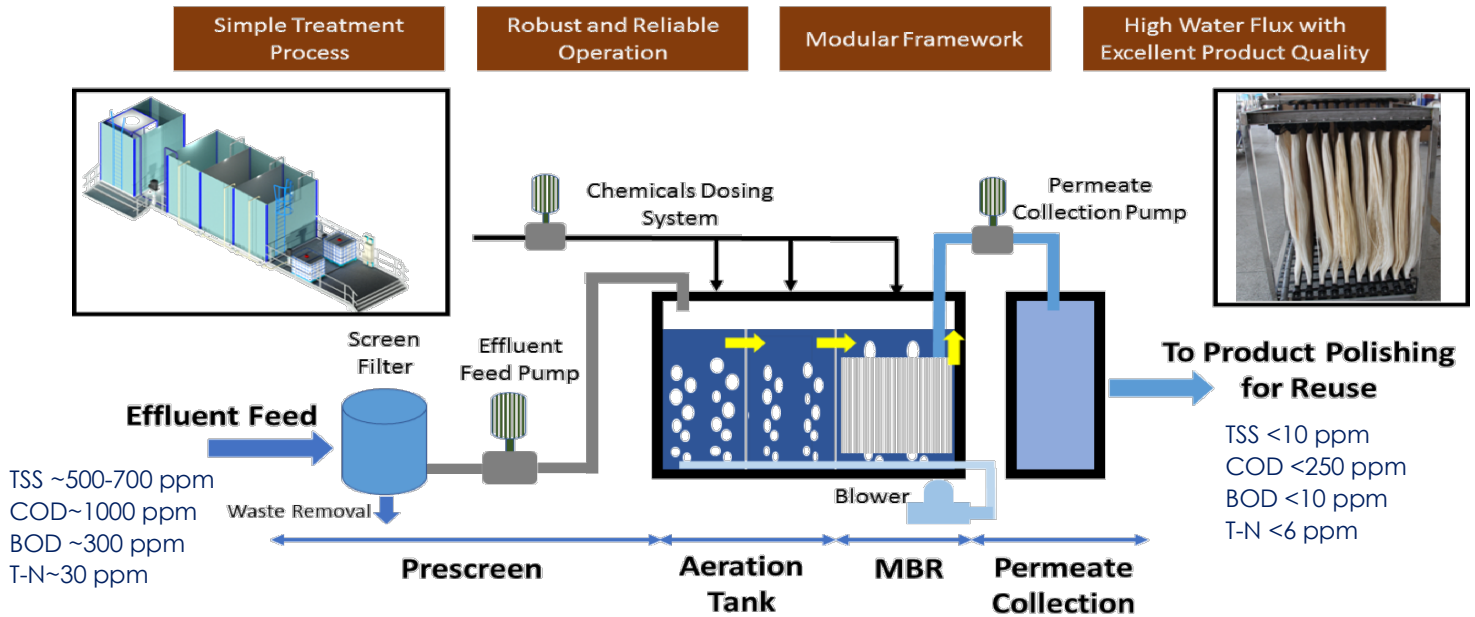 Simple Treatment
Process
Robust and Reliable
Operation
Modular Framework
High Water Flux with
Excellent Product Quality
Chemicals Dosing
System
Permeate
Collection Pump
Screen
Filter
Effluent
Feed Pump
To Product Polishing
for Reuse
Effluent Feed
TSS ~500-700 ppm
COD~1000 ppm
BOD ~300 ppm
T-N~30 ppm
Waste Removal
Blower
TSS <10 ppm
COD <250 ppm
BOD <10 ppm
T-N <6 ppm
Prescreen
Aeration
Tank
MBR
Permeate
Collection